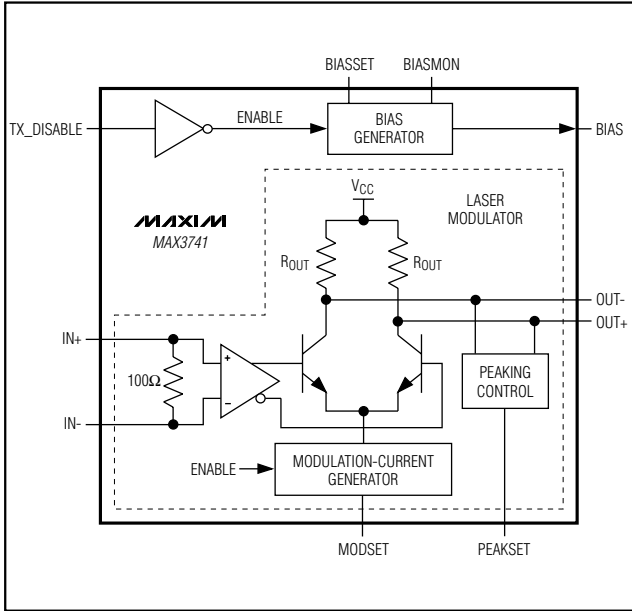 BIASSET BIASMON
TX_DISABLE ENABLE BIAS GENERATOR BIAS
VCC
LASER MODULATOR
MAXIM
MAX3741
ROUT ROUT
OUT-
OUT+
IN+
+
100Ω
PEAKING CONTROL
-
IN-
ENABLE MODULATION-CURRENT GENERATOR
MODSET PEAKSET